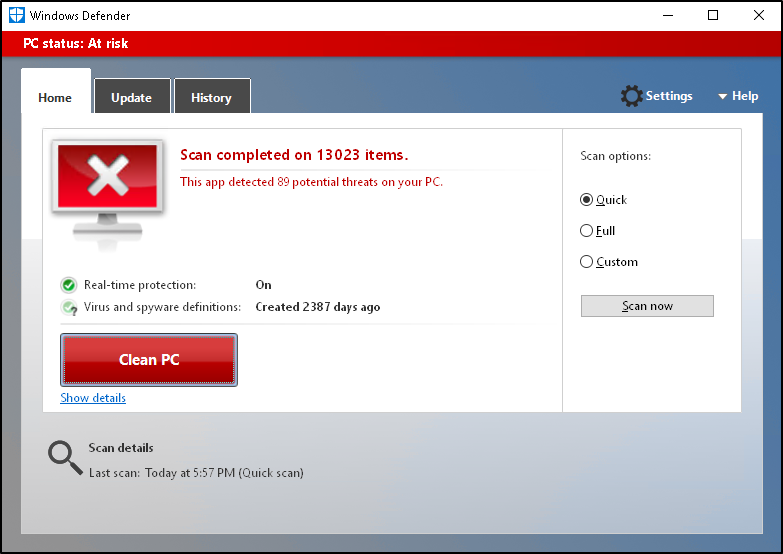 Windows Defender
PC status: At risk
Home
Update
History
Settings
Help
Scan completed on 13023 items.
This app detected 89 potential threats on your PC.
Real-time protection: On
Virus and spyware definitions: Created 2387 days ago
Clean PC
Show details
Scan options:
Quick
Full
Custom
Scan now
Scan details
Last scan: Today at 5:57 PM (Quick scan)